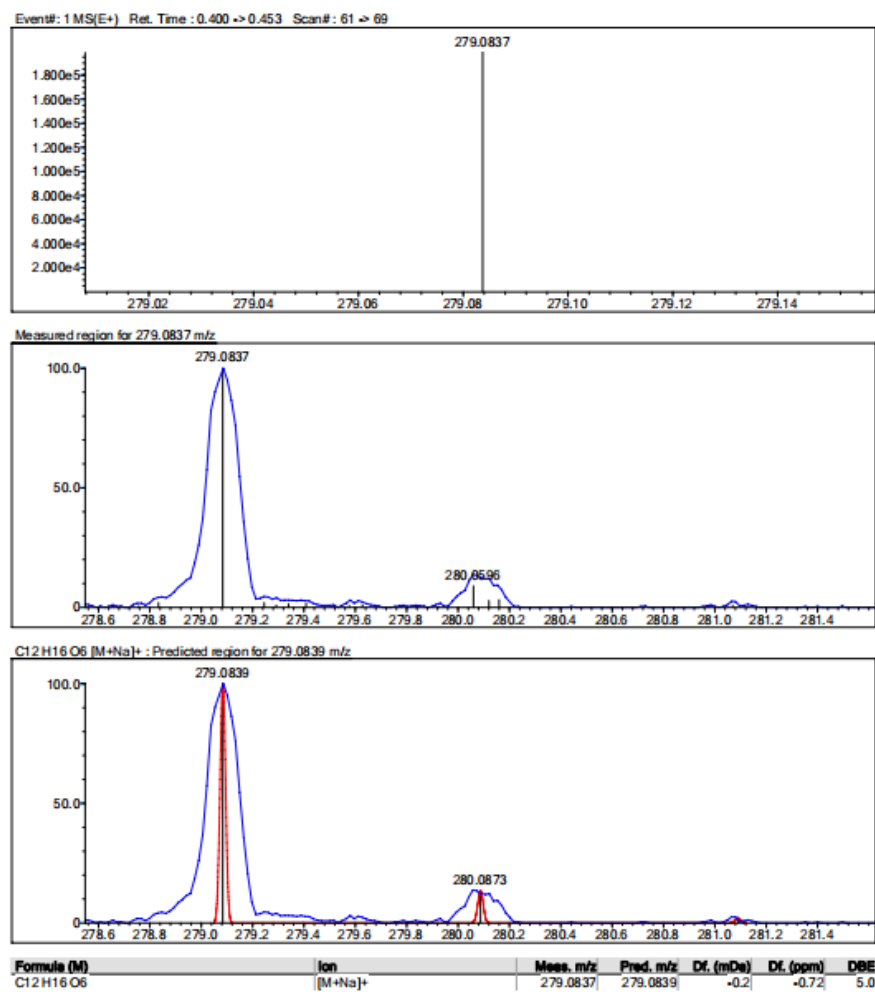 Event#: 1 MS(E+) Ret. Time : 0.400 -> 0.453 Scan# : 61 -> 69
279.0837
1.800e5
1.600e5
1.400e5
1.200e5
1.000e5
8.000e4
6.000e4
4.000e4
2.000e4
279.02 279.04 279.06 279.08 279.10 279.12 279.14
Measured region for 279.0837 m/z
279.0837
100.0
50.0
280.0596
0
278.6 278.8 279.0 279.2 279.4 279.6 279.8 280.0 280.2 280.4 280.6 280.8 281.0 281.2 281.4
C12 H16 O6 [M+Na]+ : Predicted region for 279.0839 m/z
279.0839
100.0
50.0
280.0873
0
278.6 278.8 279.0 279.2 279.4 279.6 279.8 280.0 280.2 280.4 280.6 280.8 281.0 281.2 281.4
Formula (M) Ion Meas. m/z Pred. m/z Df. (mDa) Df. (ppm) DBE
C12 H16 O6 [M+Na]+ 279.0837 279.0839 -0.2 -0.72 5.0